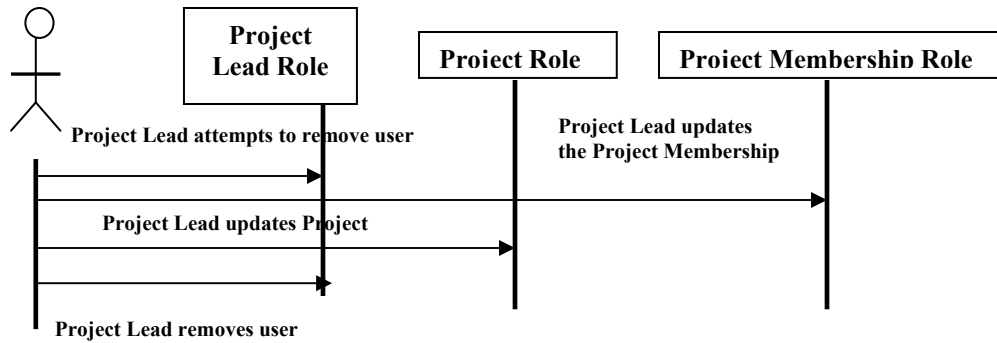 Project
Lead Role
Project Role
Project Membership Role
Project Lead attempts to remove user
Project Lead updates
the Project Membership
Project Lead updates Project
Project Lead removes user